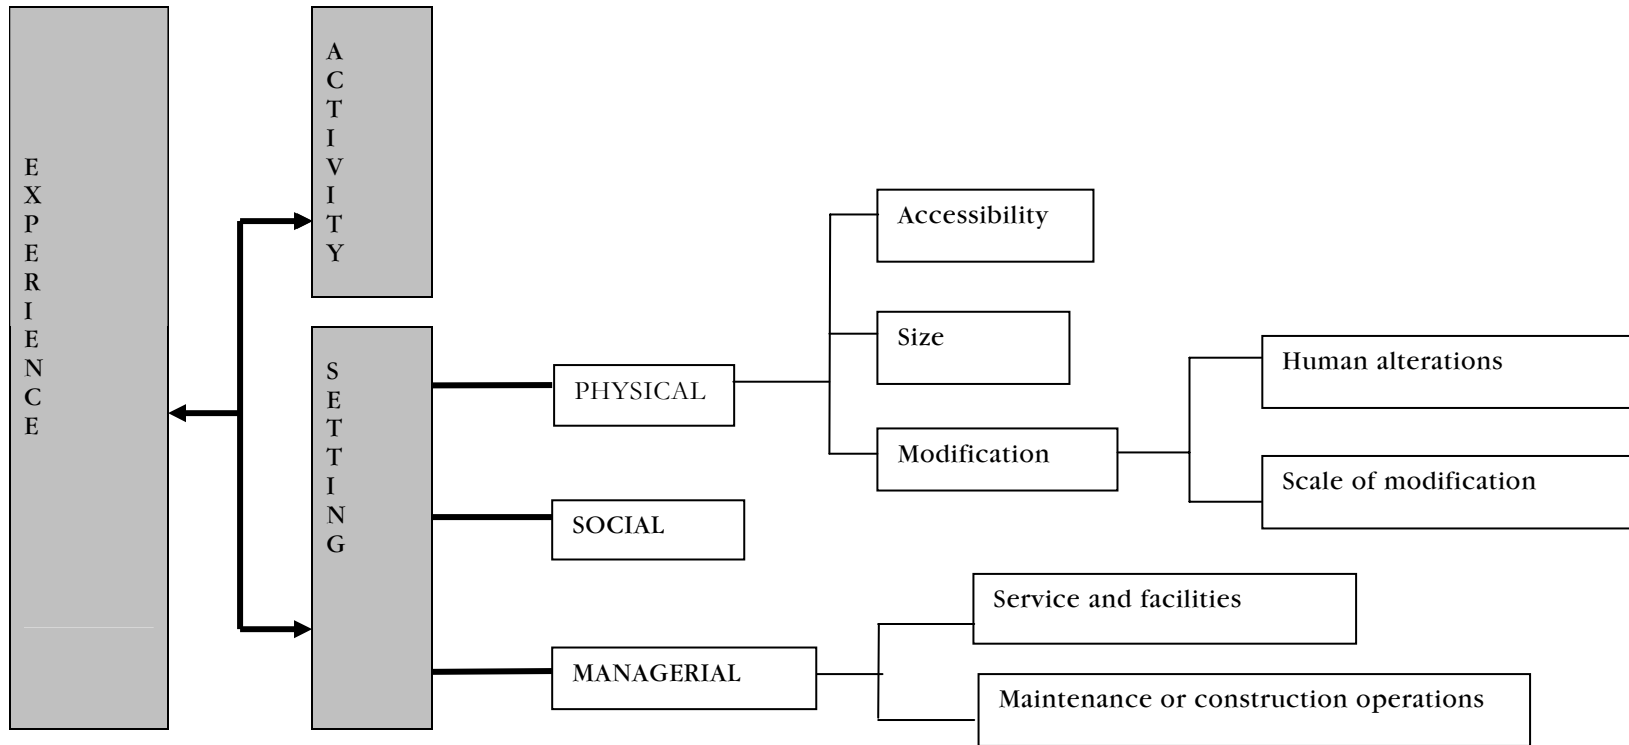 EXPERIENCE
ACTIVITY
SETTING
PHYSICAL
SOCIAL
MANAGERIAL
Accessibility
Size
Modification
Human alterations
Scale of modification
Service and facilities
Maintenance or construction operations